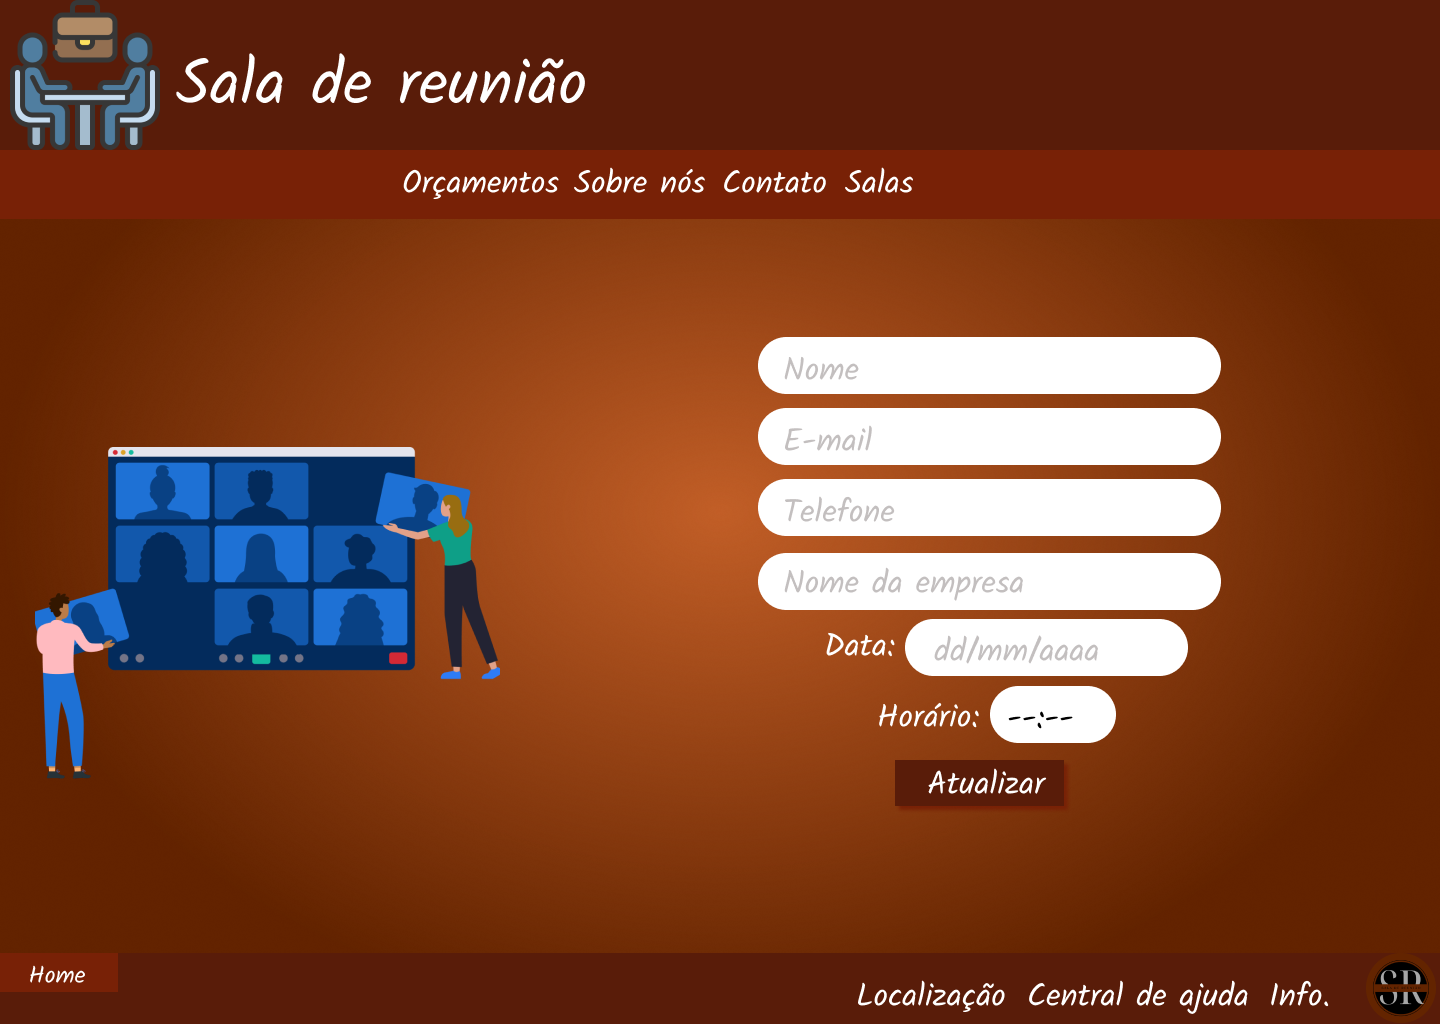 Sala de reunião
Orçamentos Sobre nós Contato Salas
Nome
E-mail
Telefone
Nome da empresa
Data: dd/mm/aaaa
Horário: --:--
Atualizar
Home
Localização Central de ajuda Info.
SR